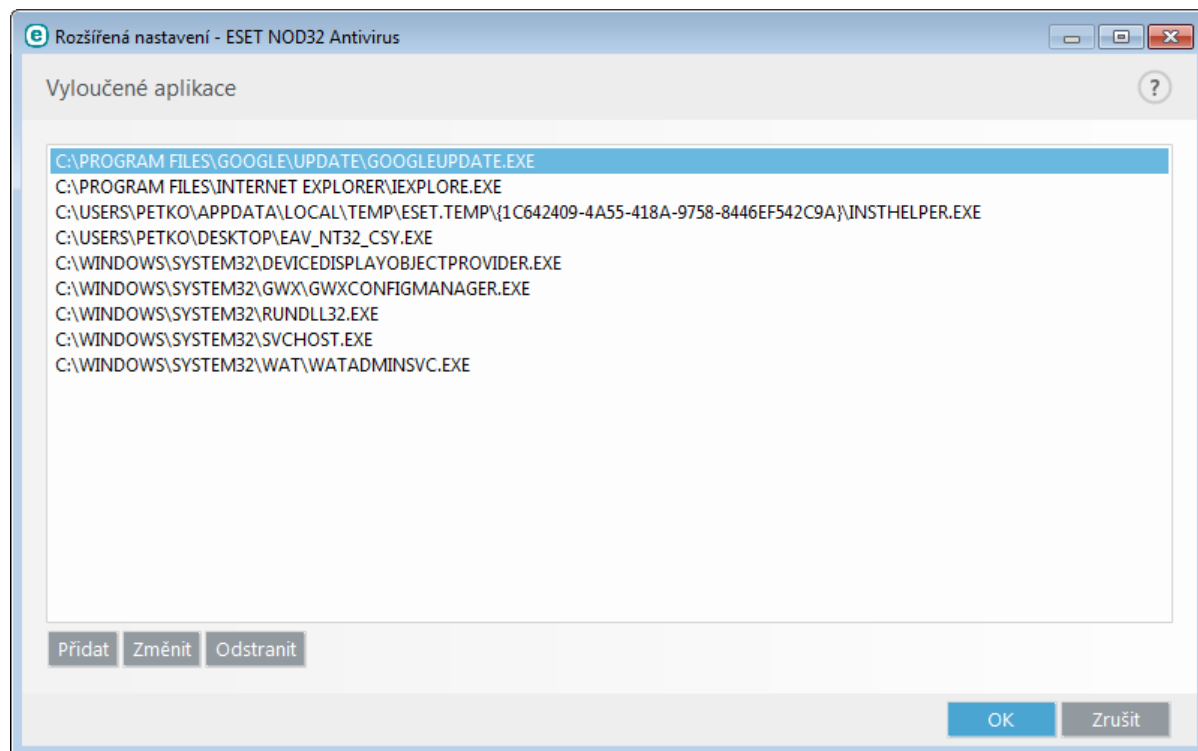 Rozšířená nastavení - ESET NOD32 Antivirus
Vyloučené aplikace
?
C:\PROGRAM FILES\GOOGLE\UPDATE\GOOGLEUPDATE.EXE
C:\PROGRAM FILES\INTERNET EXPLORER\IEXPLORE.EXE
C:\USERS\PETKO\APPDATA\LOCAL\TEMP\ESET.TEMP\{1C642409-4A55-418A-9758-8446EF542C9A}\INSTHELPER.EXE
C:\USERS\PETKO\DESKTOP\EAV_NT32_CSY.EXE
C:\WINDOWS\SYSTEM32\DEVICEDISPLAYOBJECTPROVIDER.EXE
C:\WINDOWS\SYSTEM32\GWX\GWXCONFIGMANAGER.EXE
C:\WINDOWS\SYSTEM32\RUNDLL32.EXE
C:\WINDOWS\SYSTEM32\SVCHOST.EXE
C:\WINDOWS\SYSTEM32\WAT\WATADMINSVC.EXE
Přidat Změnit Odstranit
OK Zrušit